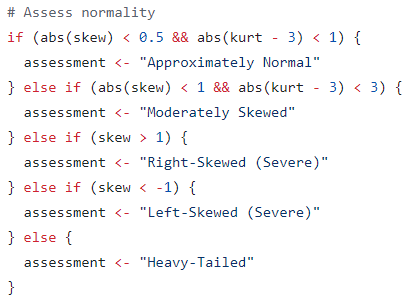 # Assess normality
if (abs(skew) < 0.5 && abs(kurt - 3) < 1) {
  assessment <- "Approximately Normal"
} else if (abs(skew) < 1 && abs(kurt - 3) < 3) {
  assessment <- "Moderately Skewed"
} else if (skew > 1) {
  assessment <- "Right-Skewed (Severe)"
} else if (skew < -1) {
  assessment <- "Left-Skewed (Severe)"
} else {
  assessment <- "Heavy-Tailed"
}